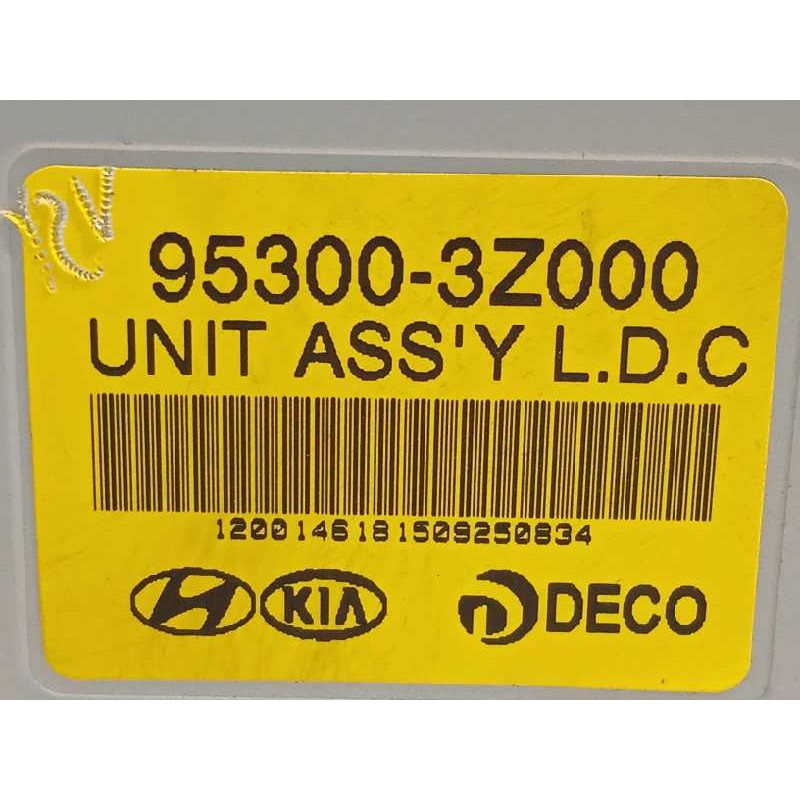 95300-3Z000
UNIT ASS'Y L.D.C
1200146181509250834
KIA DECO